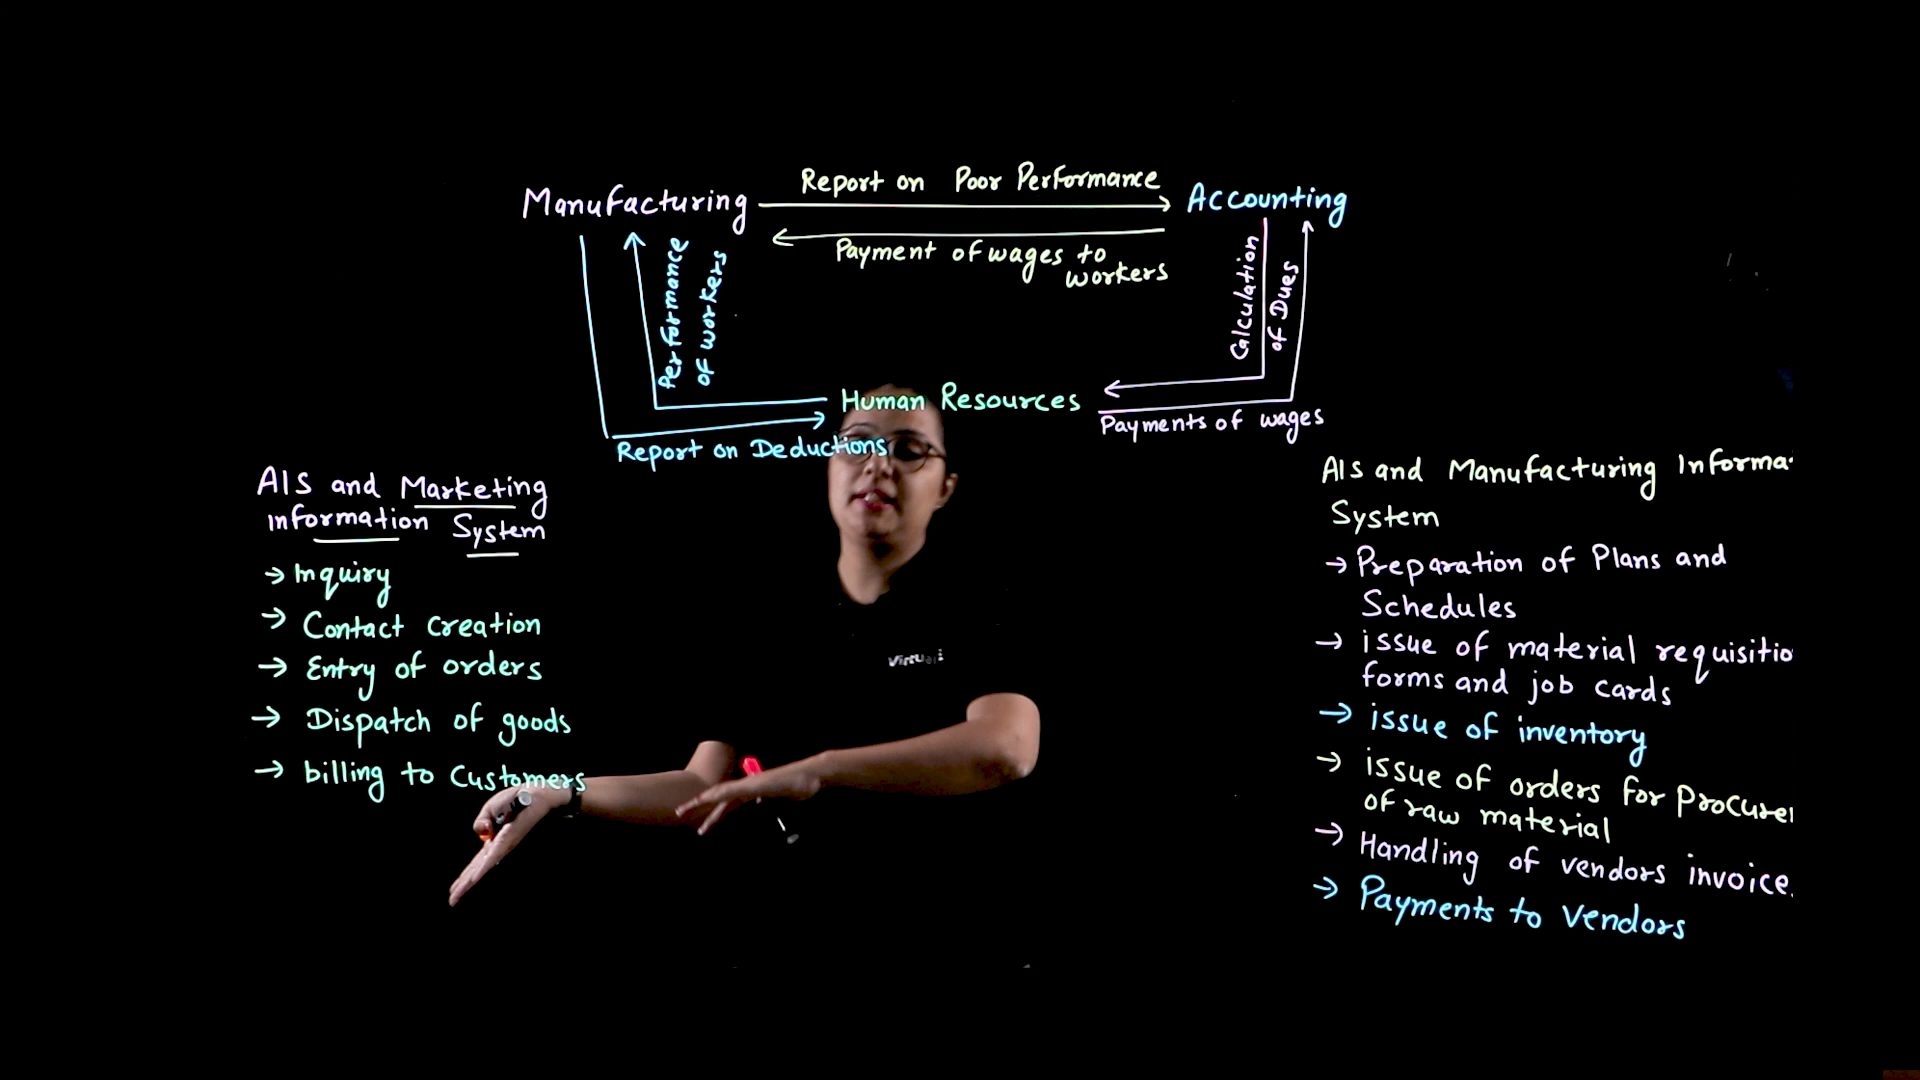 Report on Poor Performance
Manufacturing
Accounting
Payment of wages to
workers
Performance
of workers
Calculation
of Dues
Human Resources
Payments of wages
Report on Deductions
AIS and Marketing
information System
→ Inquiry
→ Contact creation
→ Entry of orders
→ Dispatch of goods
→ billing to Customers
AIS and Manufacturing
System
→ Preparation of Plans and
Schedules
→ issue of material
forms and job cards
→ issue of inventory
→ issue of orders for
of raw material
→ Handling of vendors invoice
→ Payments to Vendors